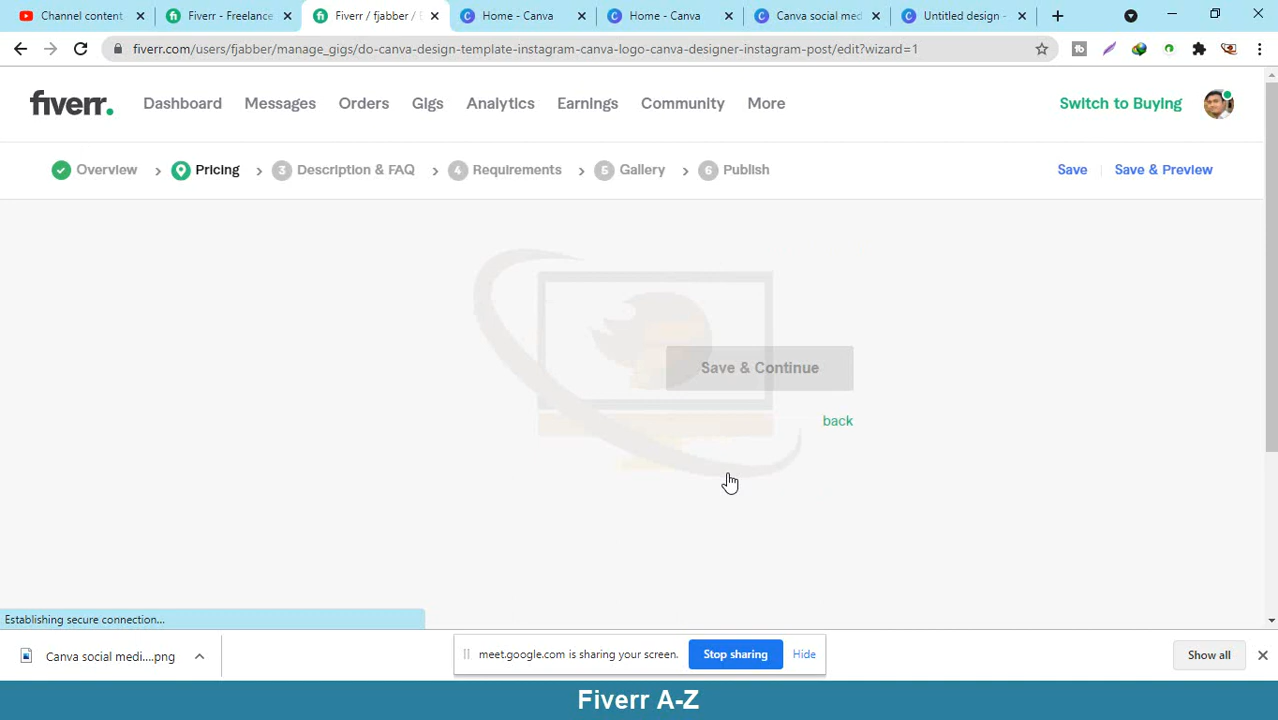 Channel content
Fiverr - Freelance
Fiverr / fjabber /
Home - Canva
Home - Canva
Canva social med
Untitled design -
fiverr.com/users/fjabber/manage_gigs/do-canva-design-template-instagram-canva-logo-canva-designer-instagram-post/edit?wizard=1
fiverr.
Dashboard
Messages
Orders
Gigs
Analytics
Earnings
Community
More
Switch to Buying
Overview
Pricing
3 Description & FAQ
4 Requirements
5 Gallery
6 Publish
Save
Save & Preview
Save & Continue
back
Establishing secure connection...
Canva social medi....png
meet.google.com is sharing your screen.
Stop sharing
Hide
Show all
Fiverr A-Z